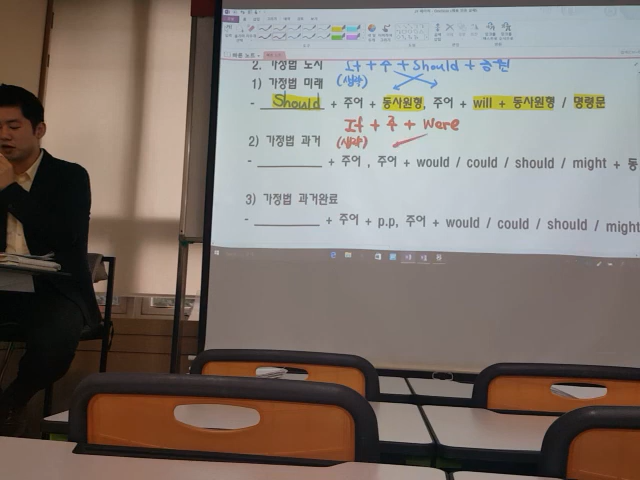 2. 가정법 도치 If + 주 + Should + 동원
1) 가정법 미래 (생략)
- Should + 주어 + 동사원형, 주어 + will + 동사원형 / 명령문
If + 주 + Were
2) 가정법 과거 (생략)
- ________ + 주어 , 주어 + would / could / should / might + 동
3) 가정법 과거완료
- ________ + 주어 + p.p, 주어 + would / could / should / might